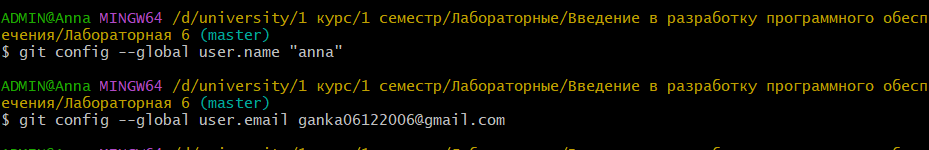 ADMIN@Anna MINGW64 /d/university/1 курс/1 семестр/Лабораторные/Введение в разработку программного обесп
ечения/Лабораторная 6 (master)
$ git config --global user.name "anna"
ADMIN@Anna MINGW64 /d/university/1 курс/1 семестр/Лабораторные/Введение в разработку программного обесп
ечения/Лабораторная 6 (master)
$ git config --global user.email ganka06122006@gmail.com